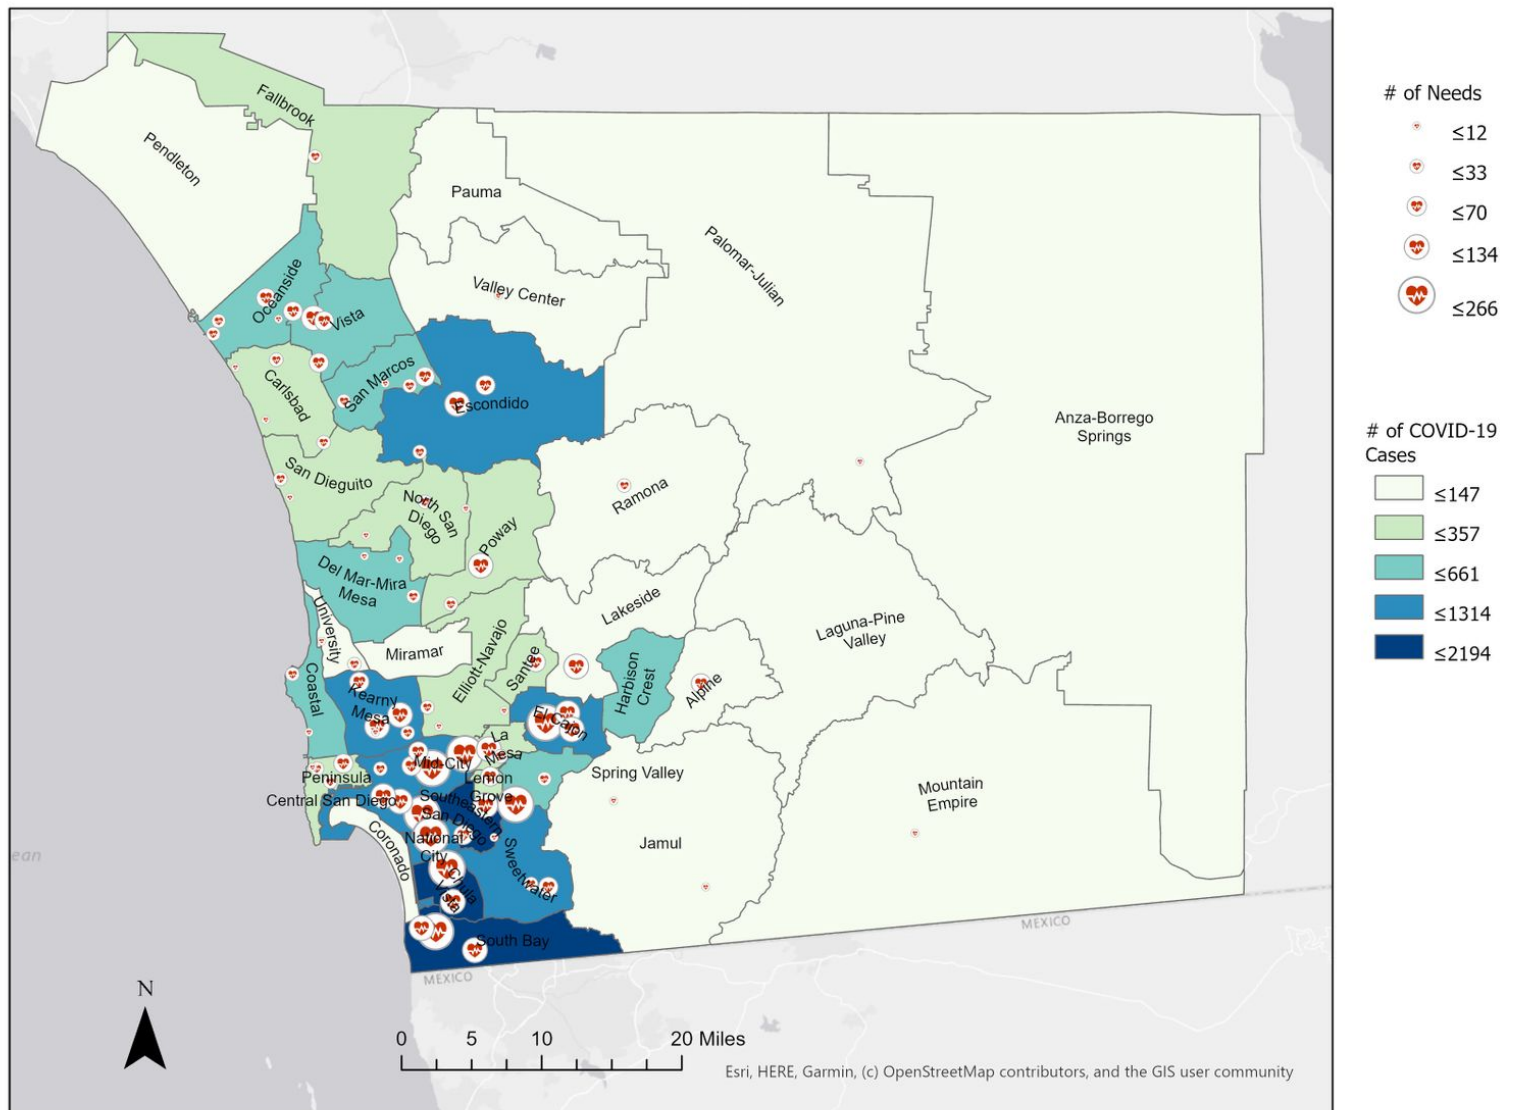 Fallbrook
Pendleton
Pauma
Palomar-Julian
Valley Center
Oceanside
Vista
San Marcos
Carlsbad
Escondido
Anza-Borrego
Springs
San Dieguito
Ramona
North San
Diego
Poway
Del Mar-Mira
Mesa
University
Lakeside
Laguna-Pine
Valley
Miramar
Elliott-Navajo
Santee
Harbison
Crest
Alpine
Coastal
Kearny
Mesa
El Cajon
La
Mesa
Mid-City
Peninsula
Lemon
Grove
Spring Valley
Central San Diego
Southeastern
San Diego
Mountain
Empire
Coronado
National
City
Jamul
Sweetwater
Chula
Vista
South Bay
ean
MEXICO
MEXICO
N
0 5 10 20 Miles
Esri, HERE, Garmin, (c) OpenStreetMap contributors, and the GIS user community
# of Needs
≤12
≤33
≤70
≤134
≤266
# of COVID-19
Cases
≤147
≤357
≤661
≤1314
≤2194